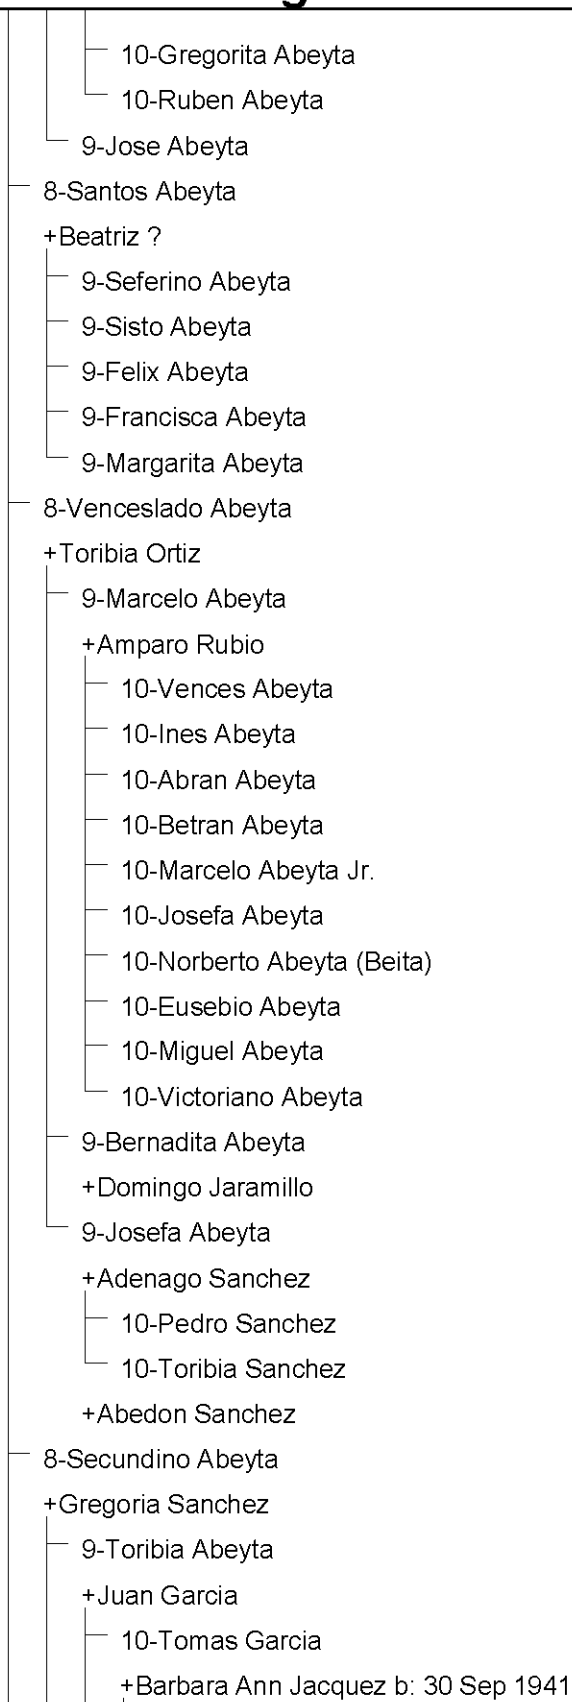 10-Gregorita Abeyta
10-Ruben Abeyta
9-Jose Abeyta
8-Santos Abeyta
+Beatriz ?
9-Seferino Abeyta
9-Sisto Abeyta
9-Felix Abeyta
9-Francisca Abeyta
9-Margarita Abeyta
8-Venceslado Abeyta
+Toribia Ortiz
9-Marcelo Abeyta
+Amparo Rubio
10-Vences Abeyta
10-Ines Abeyta
10-Abran Abeyta
10-Betran Abeyta
10-Marcelo Abeyta Jr.
10-Josefa Abeyta
10-Norberto Abeyta (Beita)
10-Eusebio Abeyta
10-Miguel Abeyta
10-Victoriano Abeyta
9-Bernadita Abeyta
+Domingo Jaramillo
9-Josefa Abeyta
+Adenago Sanchez
10-Pedro Sanchez
10-Toribia Sanchez
+Abedon Sanchez
8-Secundino Abeyta
+Gregoria Sanchez
9-Toribia Abeyta
+Juan Garcia
10-Tomas Garcia
+Barbara Ann Jacquez b: 30 Sep 1941